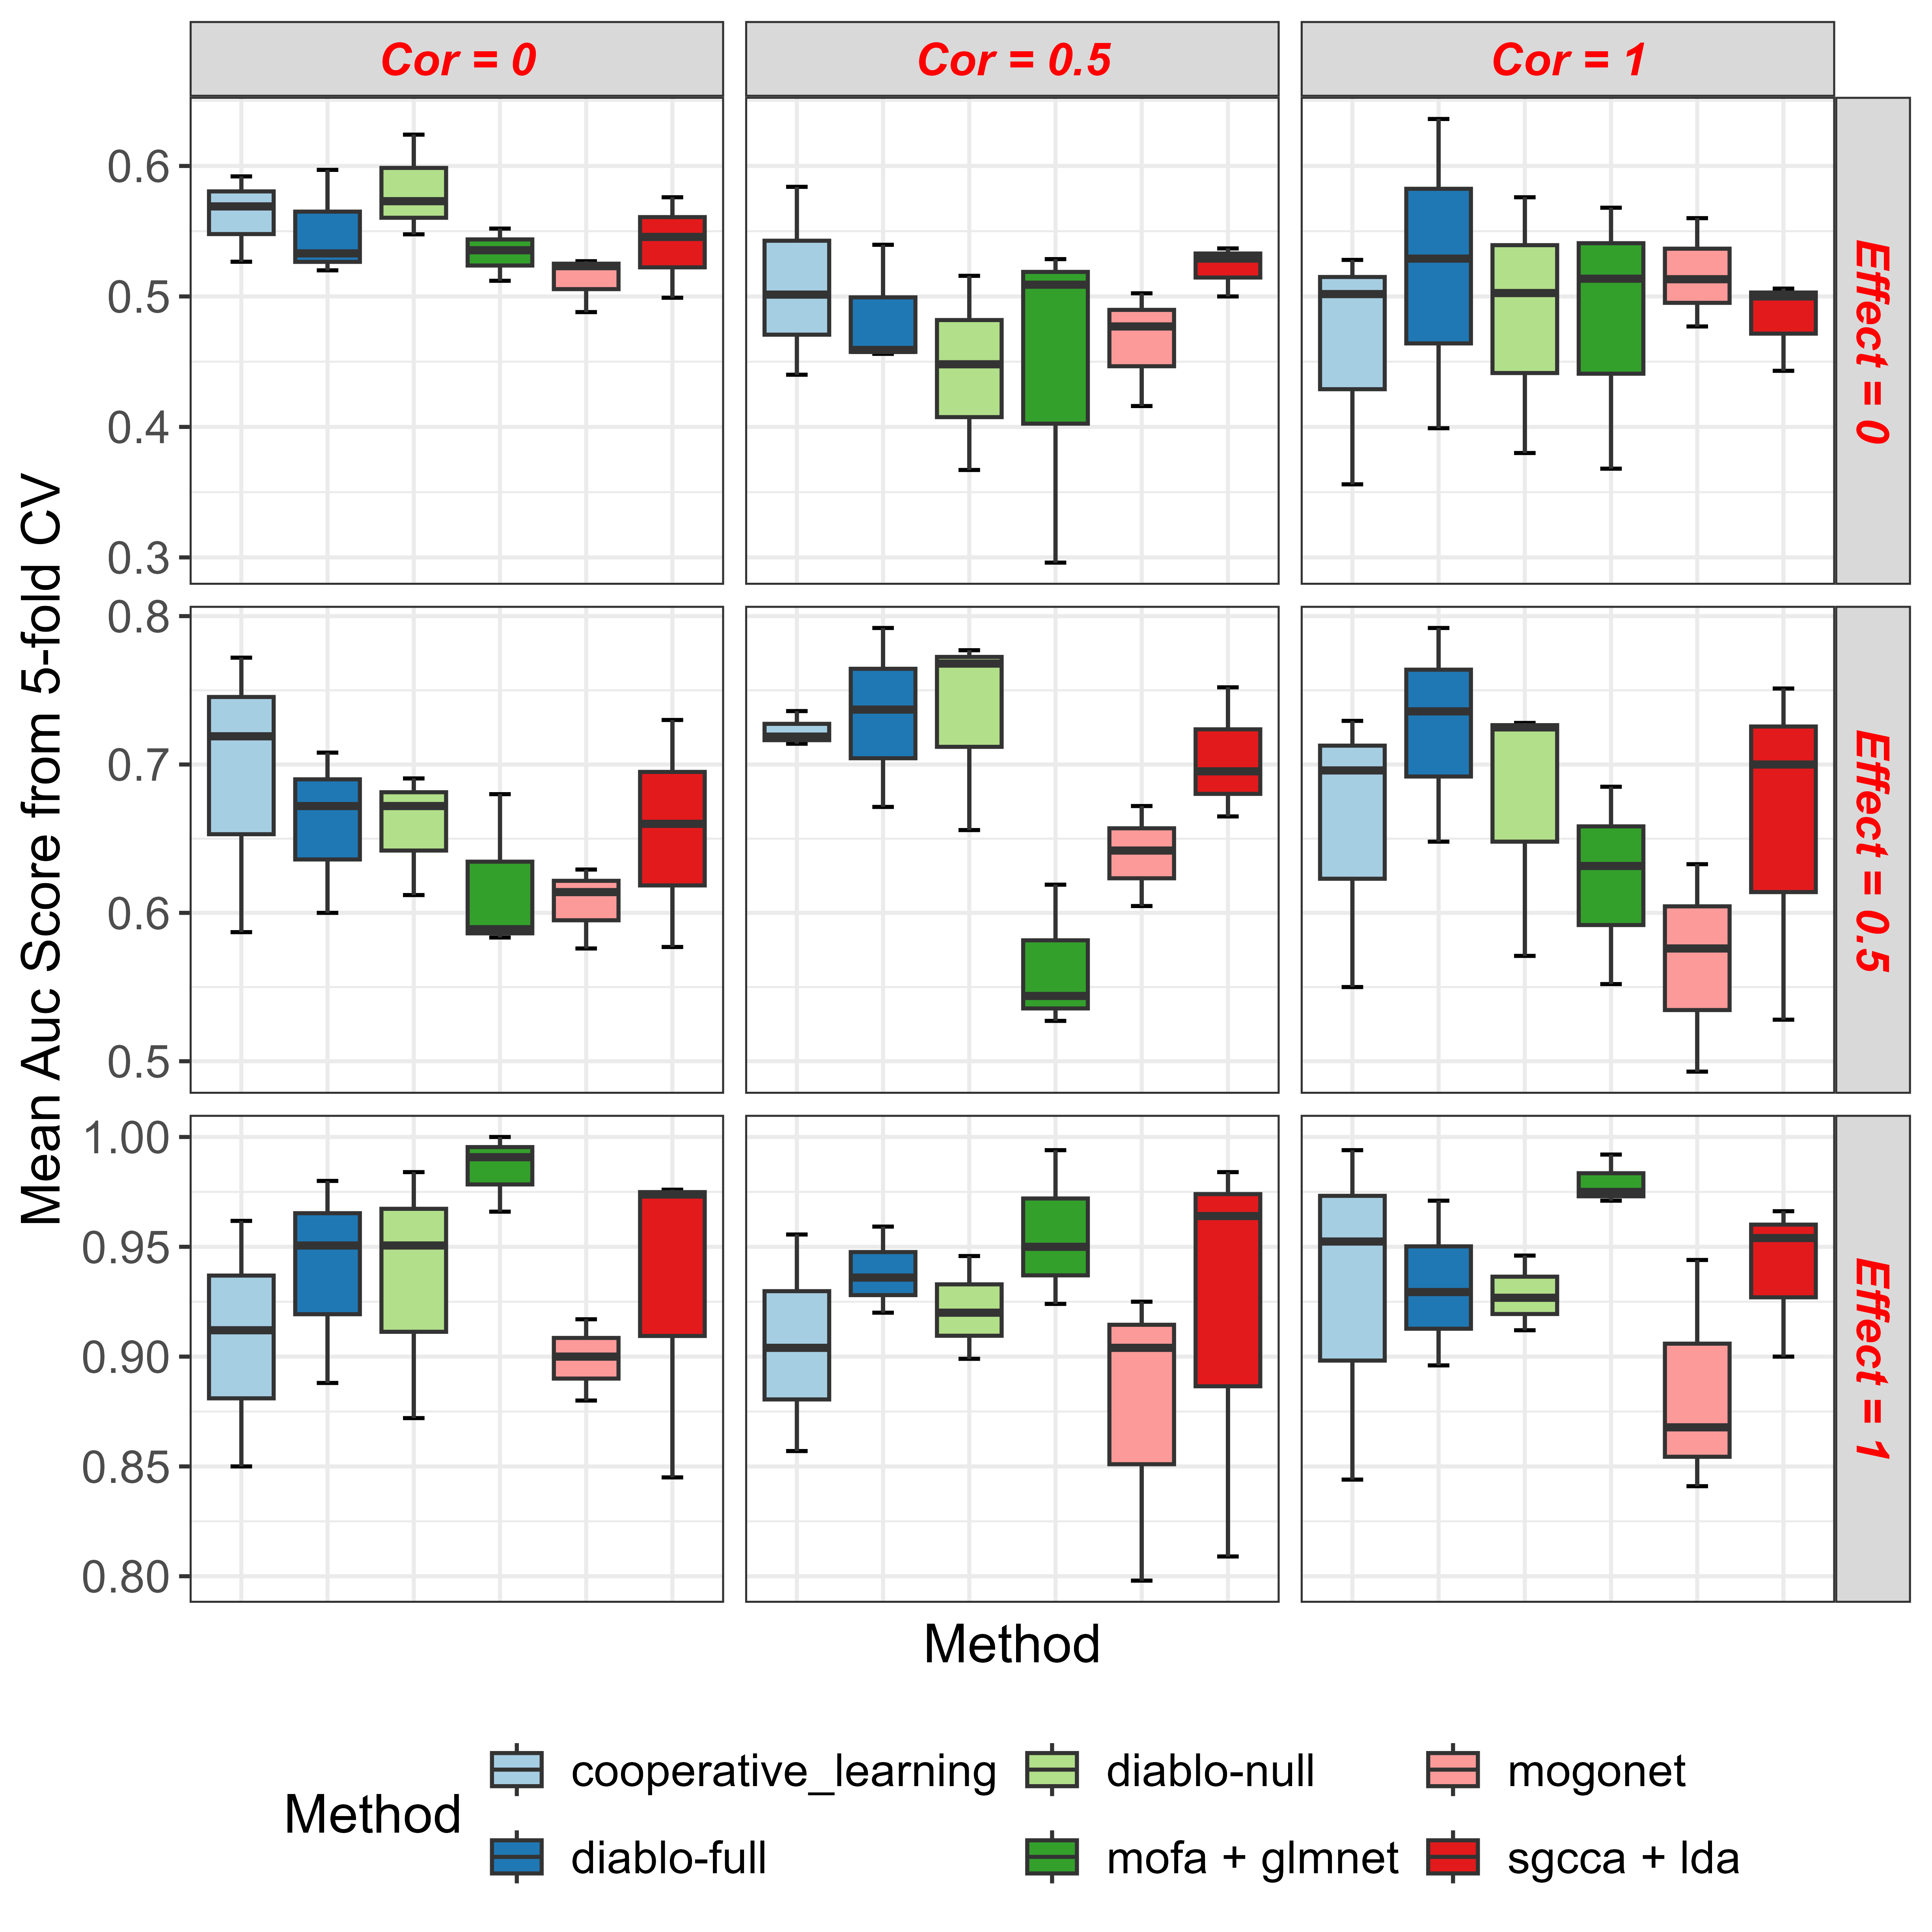 Cor = 0
Cor = 0.5
Cor = 1
Mean Auc Score from 5-fold CV
0.6
0.5
0.4
0.3
Effect = 0
0.8
0.7
0.6
0.5
Effect = 0.5
1.00
0.95
0.90
0.85
0.80
Effect = 1
Method
Method
cooperative_learning
diablo-null
mogonet
diablo-full
mofa + glmnet
sgcca + lda